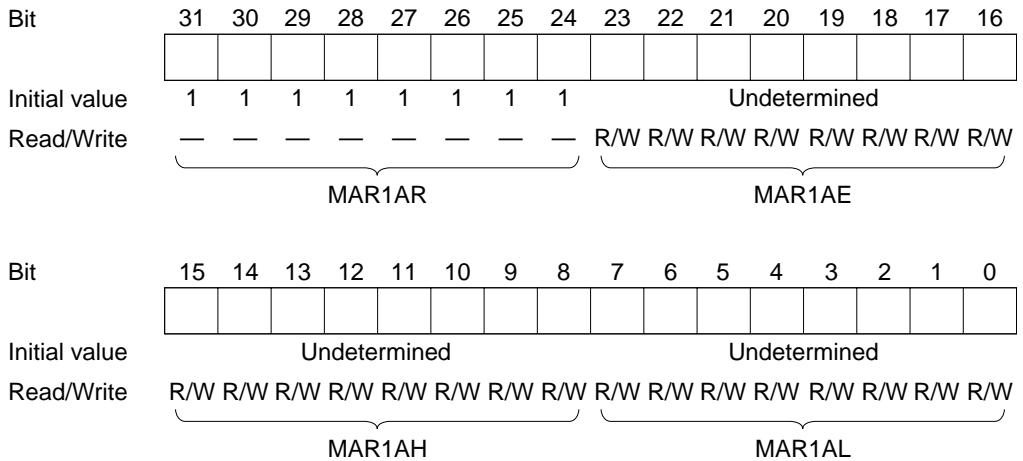 Bit 31 30 29 28 27 26 25 24 23 22 21 20 19 18 17 16
Initial value 1 1 1 1 1 1 1 1 Undetermined
Read/Write — — — — — — — — R/W R/W R/W R/W R/W R/W R/W R/W
MAR1AR MAR1AE
Bit 15 14 13 12 11 10 9 8 7 6 5 4 3 2 1 0
Initial value Undetermined Undetermined
Read/Write R/W R/W R/W R/W R/W R/W R/W R/W R/W R/W R/W R/W R/W R/W R/W R/W
MAR1AH MAR1AL